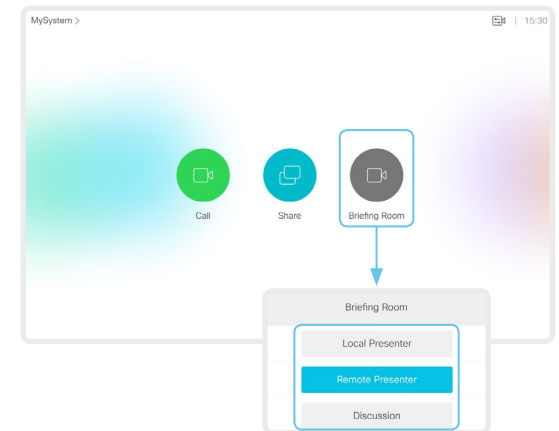 MySystem >
15:30
Call
Share
Briefing Room
Briefing Room
Local Presenter
Remote Presenter
Discussion